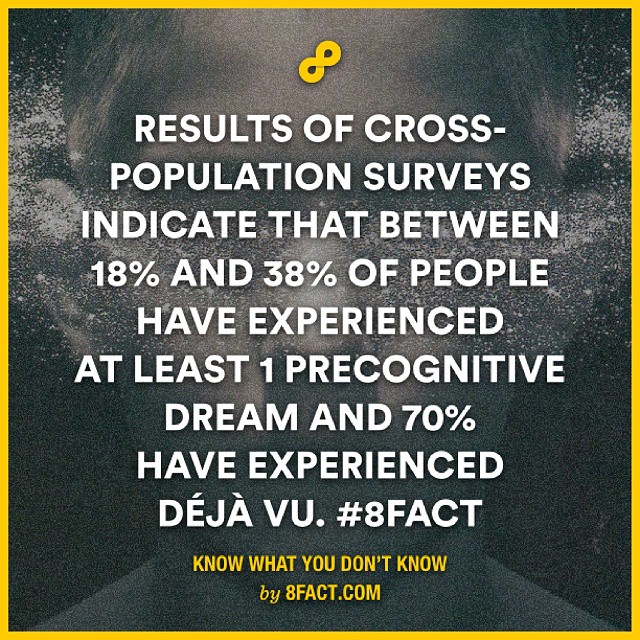 RESULTS OF CROSS-
POPULATION SURVEYS
INDICATE THAT BETWEEN
18% AND 38% OF PEOPLE
HAVE EXPERIENCED
AT LEAST 1 PRECOGNITIVE
DREAM AND 70%
HAVE EXPERIENCED
DÉJÀ VU. #8FACT
KNOW WHAT YOU DON'T KNOW
by 8FACT.COM